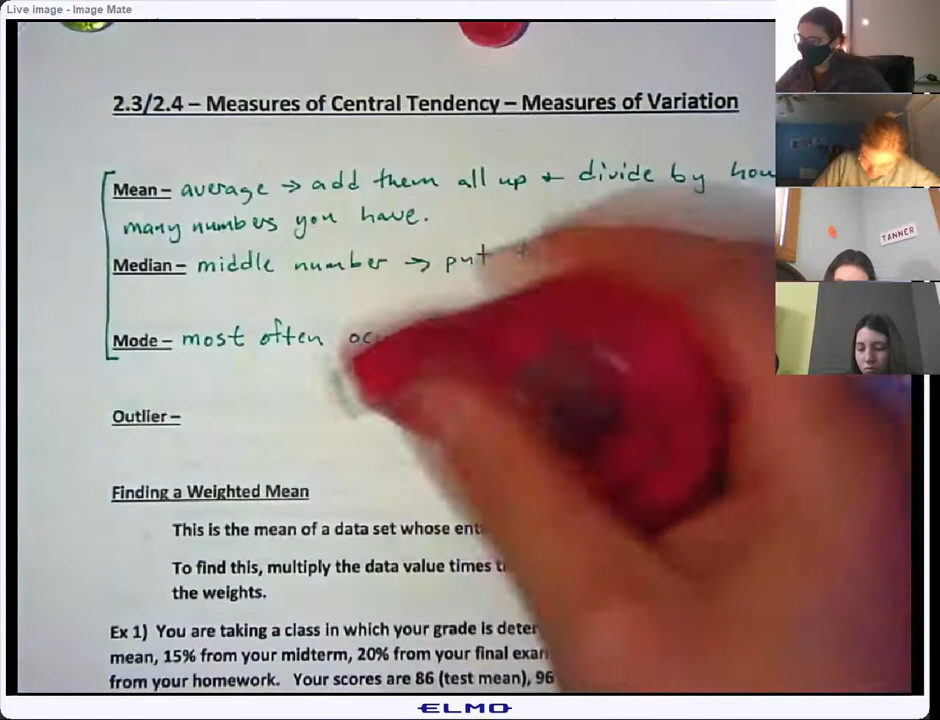 Live image - Image Mate
2.3/2.4 – Measures of Central Tendency – Measures of Variation
Mean – average → add them all up + divide by how
many numbers you have.
Median – middle number → put
Mode – most often
Outlier –
Finding a Weighted Mean
This is the mean of a data set whose
To find this, multiply the data value times
the weights.
Ex 1) You are taking a class in which your grade is
mean, 15% from your midterm, 20% from your final
from your homework. Your scores are 86 (test mean), 96
TANNER
ELMO